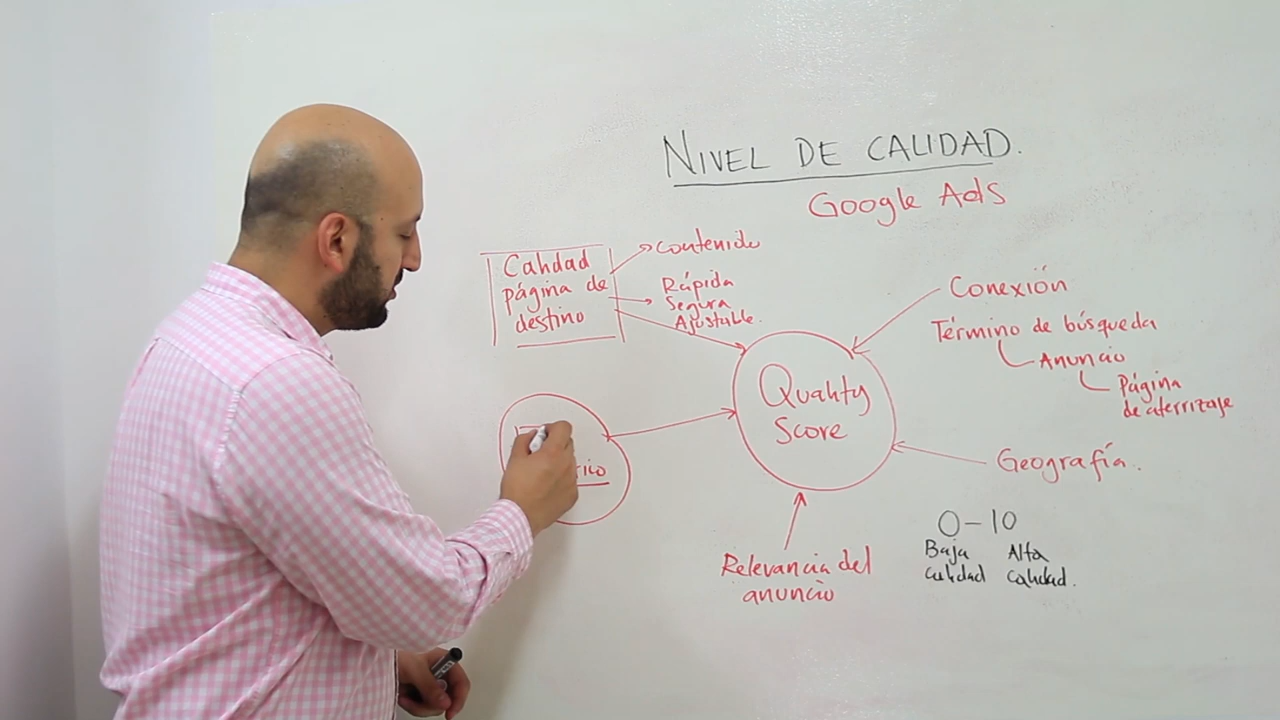 NIVEL DE CALIDAD.
Google Ads
Calidad
página de
destino
Contenido
Rápida
Segura
Ajustable.
Quality
Score
Conexión
Término de búsqueda
Anuncio
Página
de aterrizaje
Geografía.
Relevancia del
anuncio
0-10
Baja Alta
calidad calidad.